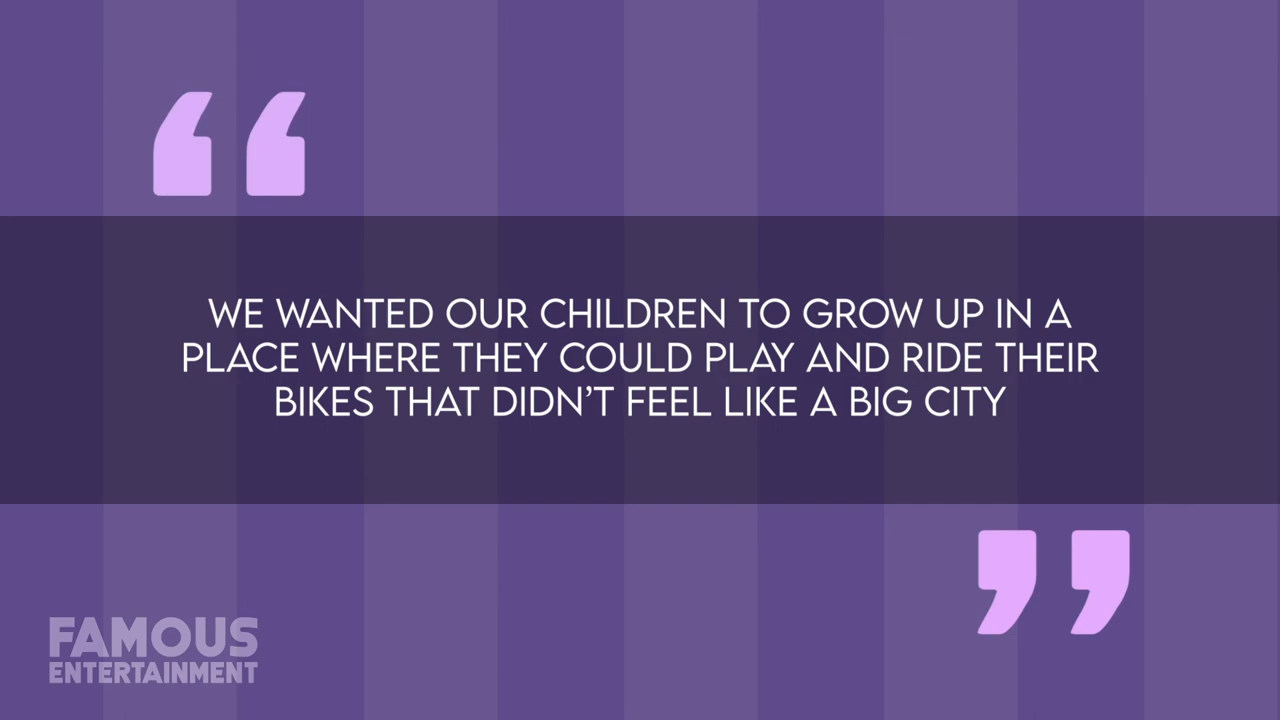 “
WE WANTED OUR CHILDREN TO GROW UP IN A
PLACE WHERE THEY COULD PLAY AND RIDE THEIR
BIKES THAT DIDN’T FEEL LIKE A BIG CITY
”
FAMOUS
ENTERTAINMENT